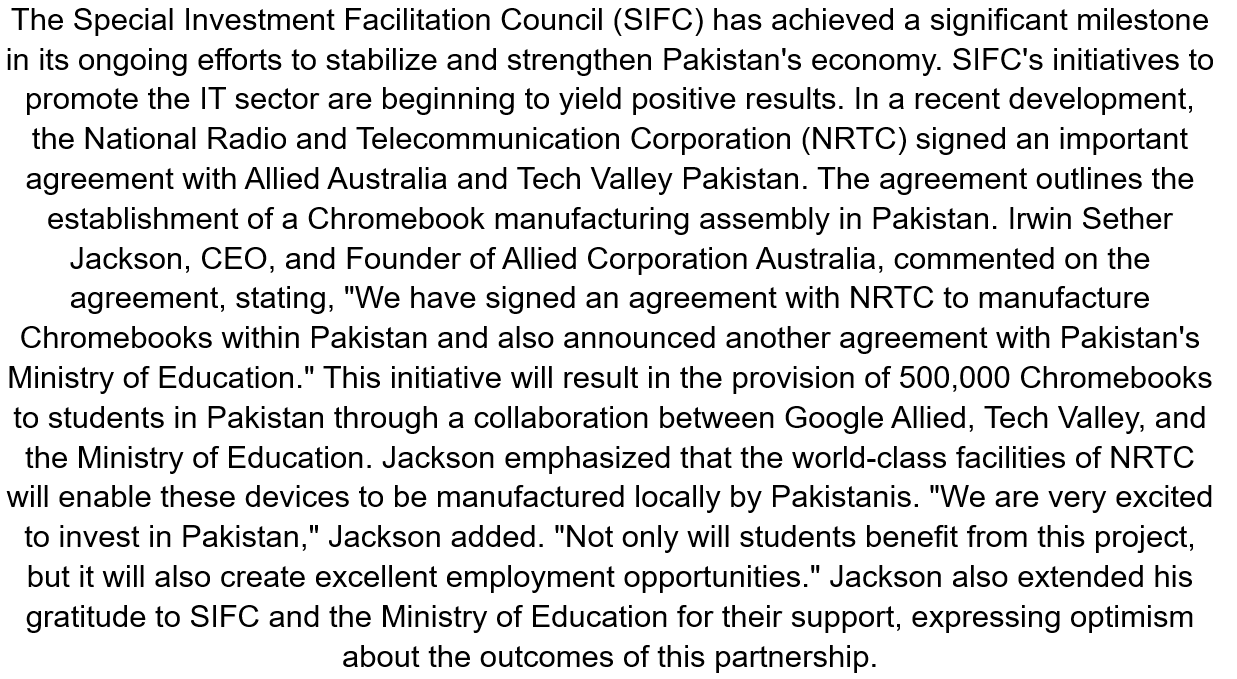 The Special Investment Facilitation Council (SIFC) has achieved a significant milestone
in its ongoing efforts to stabilize and strengthen Pakistan's economy. SIFC's initiatives to
promote the IT sector are beginning to yield positive results. In a recent development,
the National Radio and Telecommunication Corporation (NRTC) signed an important
agreement with Allied Australia and Tech Valley Pakistan. The agreement outlines the
establishment of a Chromebook manufacturing assembly in Pakistan. Irwin Sether
Jackson, CEO, and Founder of Allied Corporation Australia, commented on the
agreement, stating, "We have signed an agreement with NRTC to manufacture
Chromebooks within Pakistan and also announced another agreement with Pakistan's
Ministry of Education." This initiative will result in the provision of 500,000 Chromebooks
to students in Pakistan through a collaboration between Google Allied, Tech Valley, and
the Ministry of Education. Jackson emphasized that the world-class facilities of NRTC
will enable these devices to be manufactured locally by Pakistanis. "We are very excited
to invest in Pakistan," Jackson added. "Not only will students benefit from this project,
but it will also create excellent employment opportunities." Jackson also extended his
gratitude to SIFC and the Ministry of Education for their support, expressing optimism
about the outcomes of this partnership.